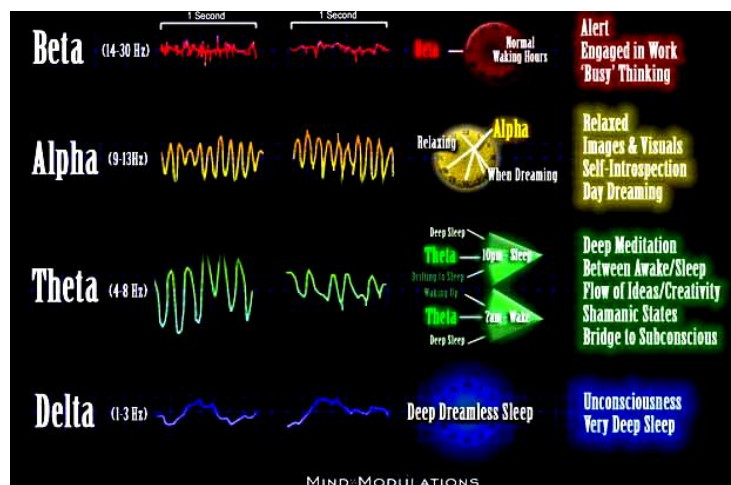 1 Second
1 Second
Beta (14-30 Hz)
Beta
Normal
Waking Hours
Alert
Engaged in Work
'Busy' Thinking
Alpha (9-13Hz)
Relaxing
Alpha
When Dreaming
Relaxed
Images & Visuals
Self-Introspection
Day Dreaming
Theta (4-8 Hz)
Deep Sleep
Theta
10pm - Sleep
Drifting to Sleep
Waking Up
Theta
7am - Wake
Deep Sleep
Deep Meditation
Between Awake/Sleep
Flow of Ideas/Creativity
Shamanic States
Bridge to Subconscious
Delta (1-3 Hz)
Deep Dreamless Sleep
Unconsciousness
Very Deep Sleep
MIND::MODULATIONS